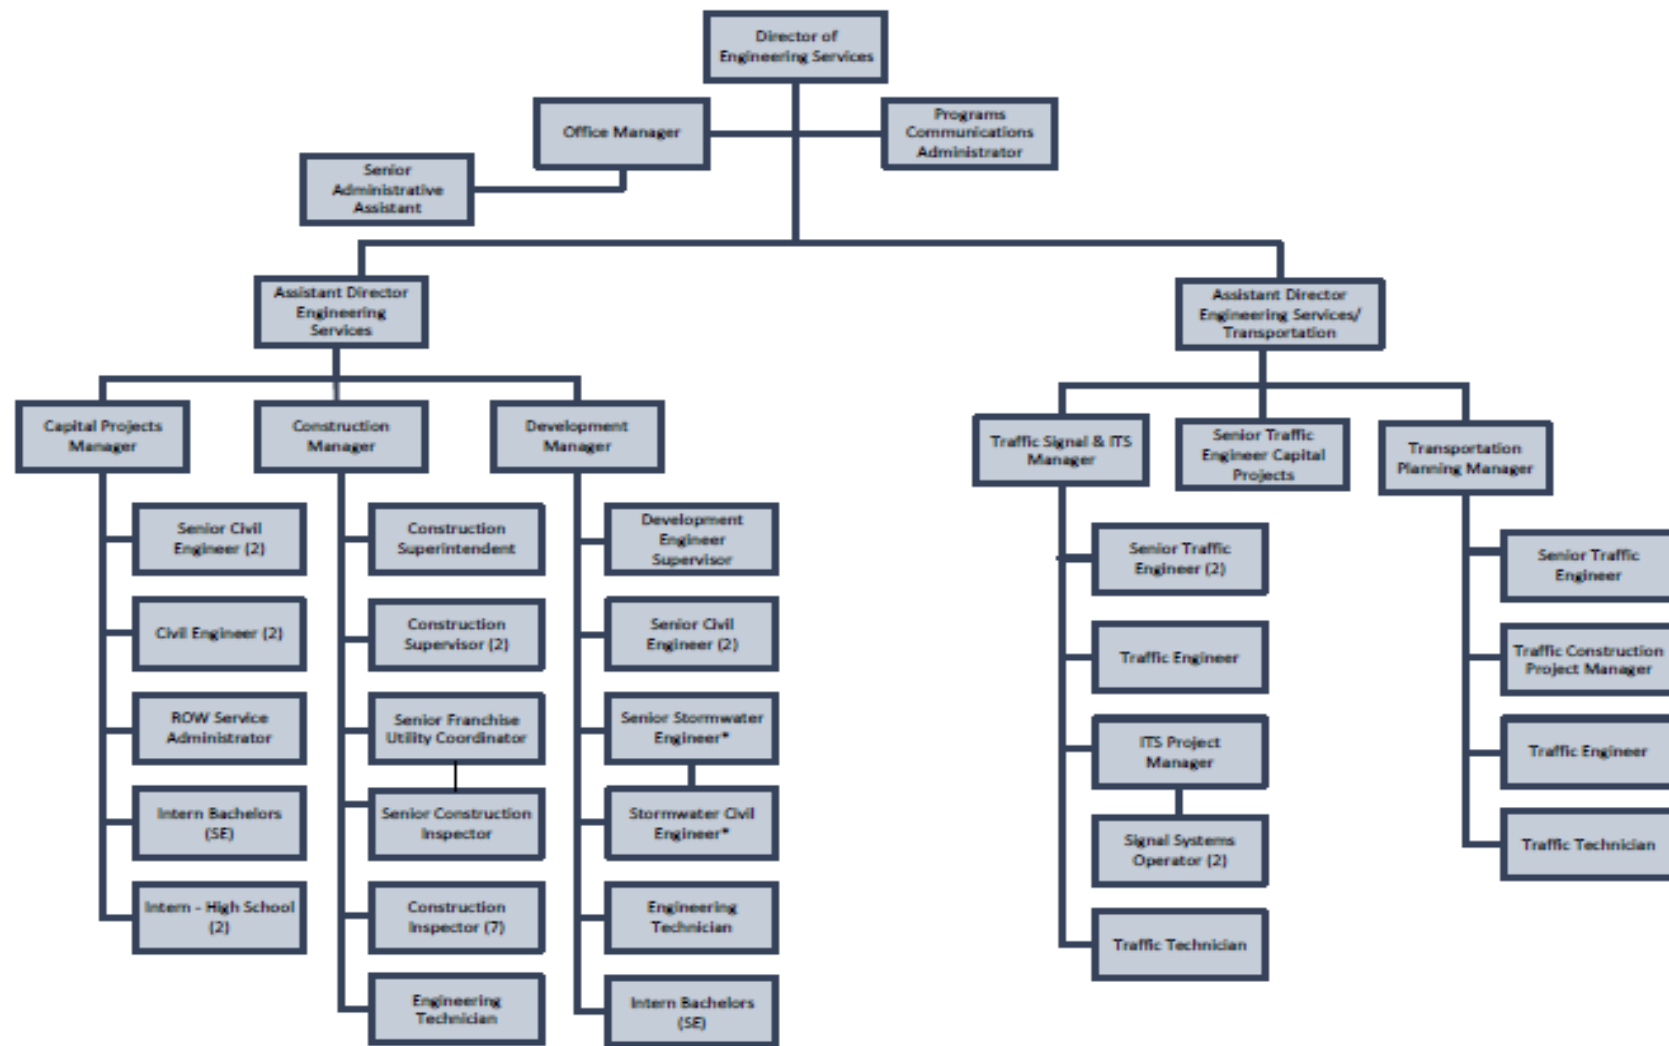 Director of
Engineering Services
Office Manager
Programs
Communications
Administrator
Senior
Administrative
Assistant
Assistant Director
Engineering
Services
Assistant Director
Engineering Services/
Transportation
Capital Projects
Manager
Construction
Manager
Development
Manager
Traffic Signal & ITS
Manager
Senior Traffic
Engineer Capital
Projects
Transportation
Planning Manager
Senior Civil
Engineer (2)
Civil Engineer (2)
ROW Service
Administrator
Intern Bachelors
(SE)
Intern - High School
(2)
Construction
Superintendent
Construction
Supervisor (2)
Senior Franchise
Utility Coordinator
Senior Construction
Inspector
Construction
Inspector (7)
Engineering
Technician
Development
Engineer
Supervisor
Senior Civil
Engineer (2)
Senior Stormwater
Engineer*
Stormwater Civil
Engineer*
Engineering
Technician
Intern Bachelors
(SE)
Senior Traffic
Engineer (2)
Traffic Engineer
ITS Project
Manager
Signal Systems
Operator (2)
Traffic Technician
Senior Traffic
Engineer
Traffic Construction
Project Manager
Traffic Engineer
Traffic Technician